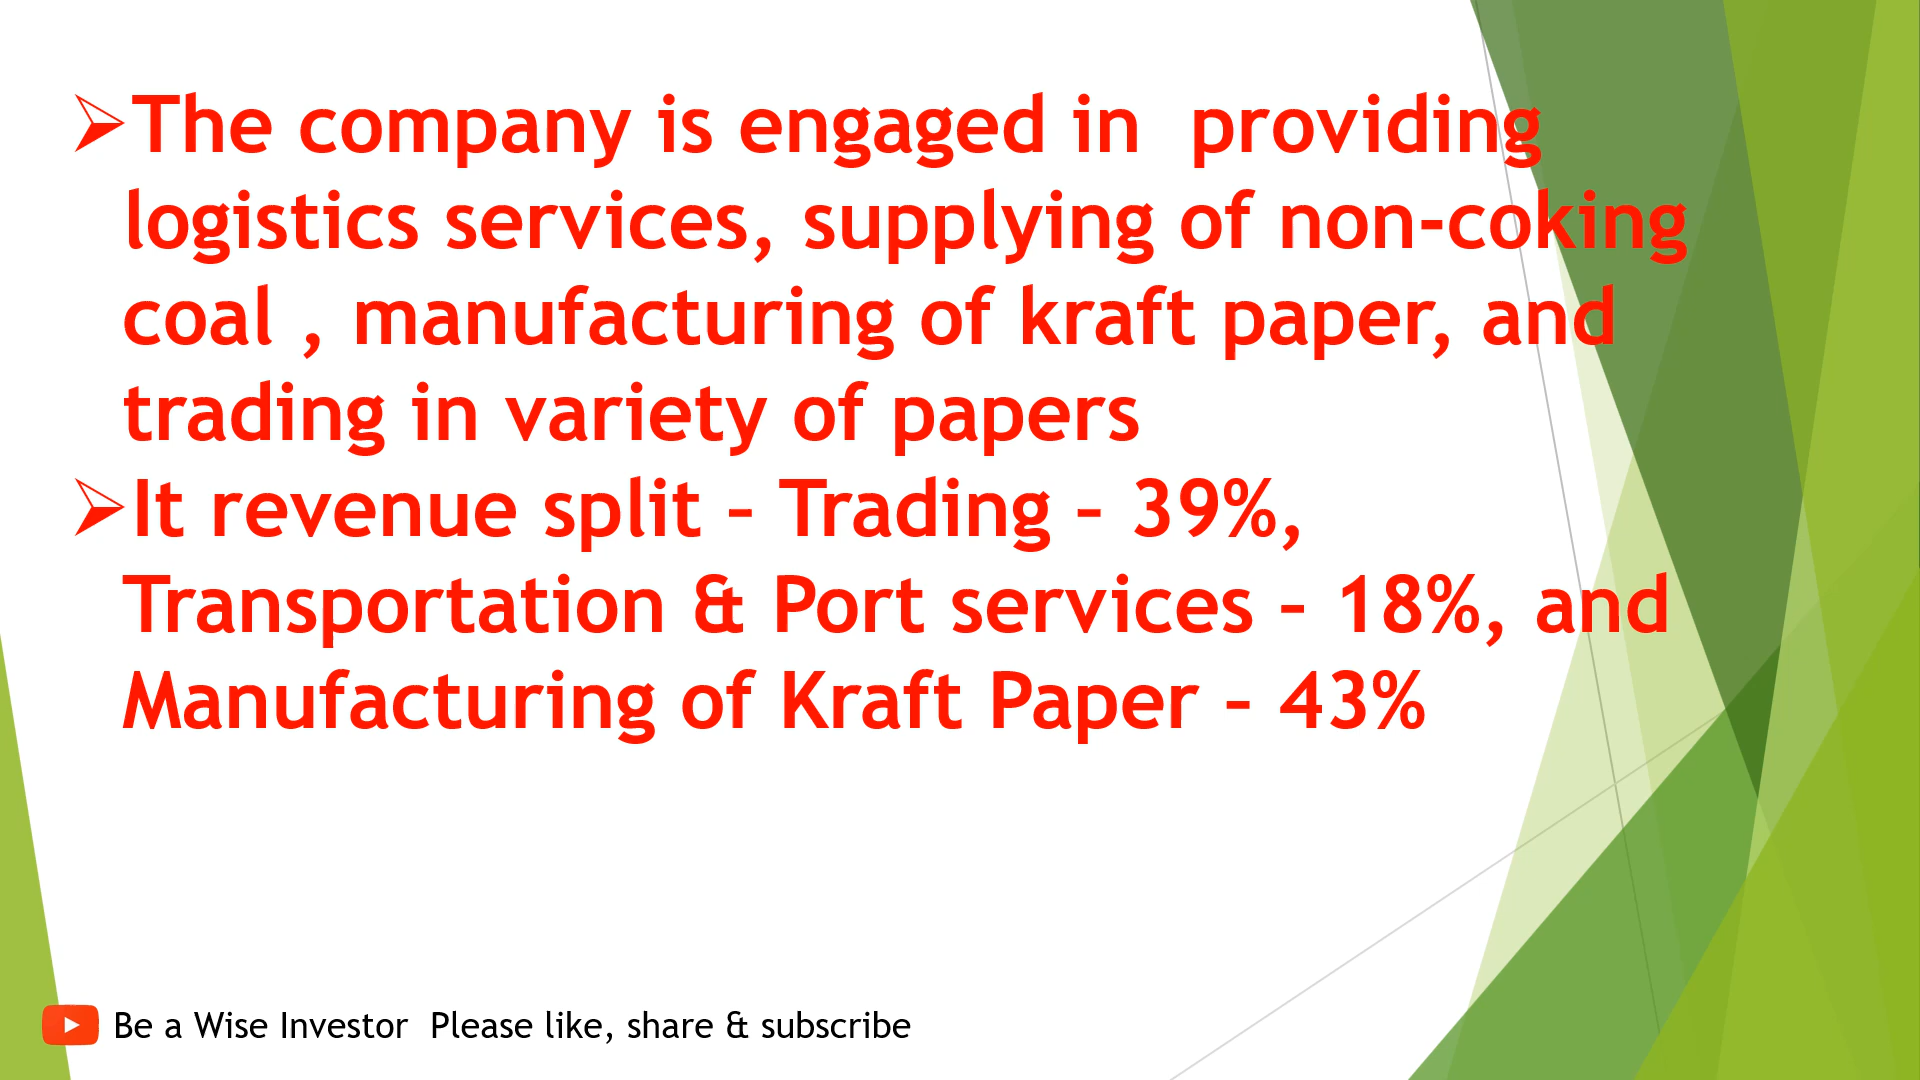 ➢The company is engaged in  providing
logistics services, supplying of non-coking
coal , manufacturing of kraft paper, and
trading in variety of papers
➢It revenue split – Trading – 39%,
Transportation & Port services – 18%, and
Manufacturing of Kraft Paper – 43%
Be a Wise Investor  Please like, share & subscribe